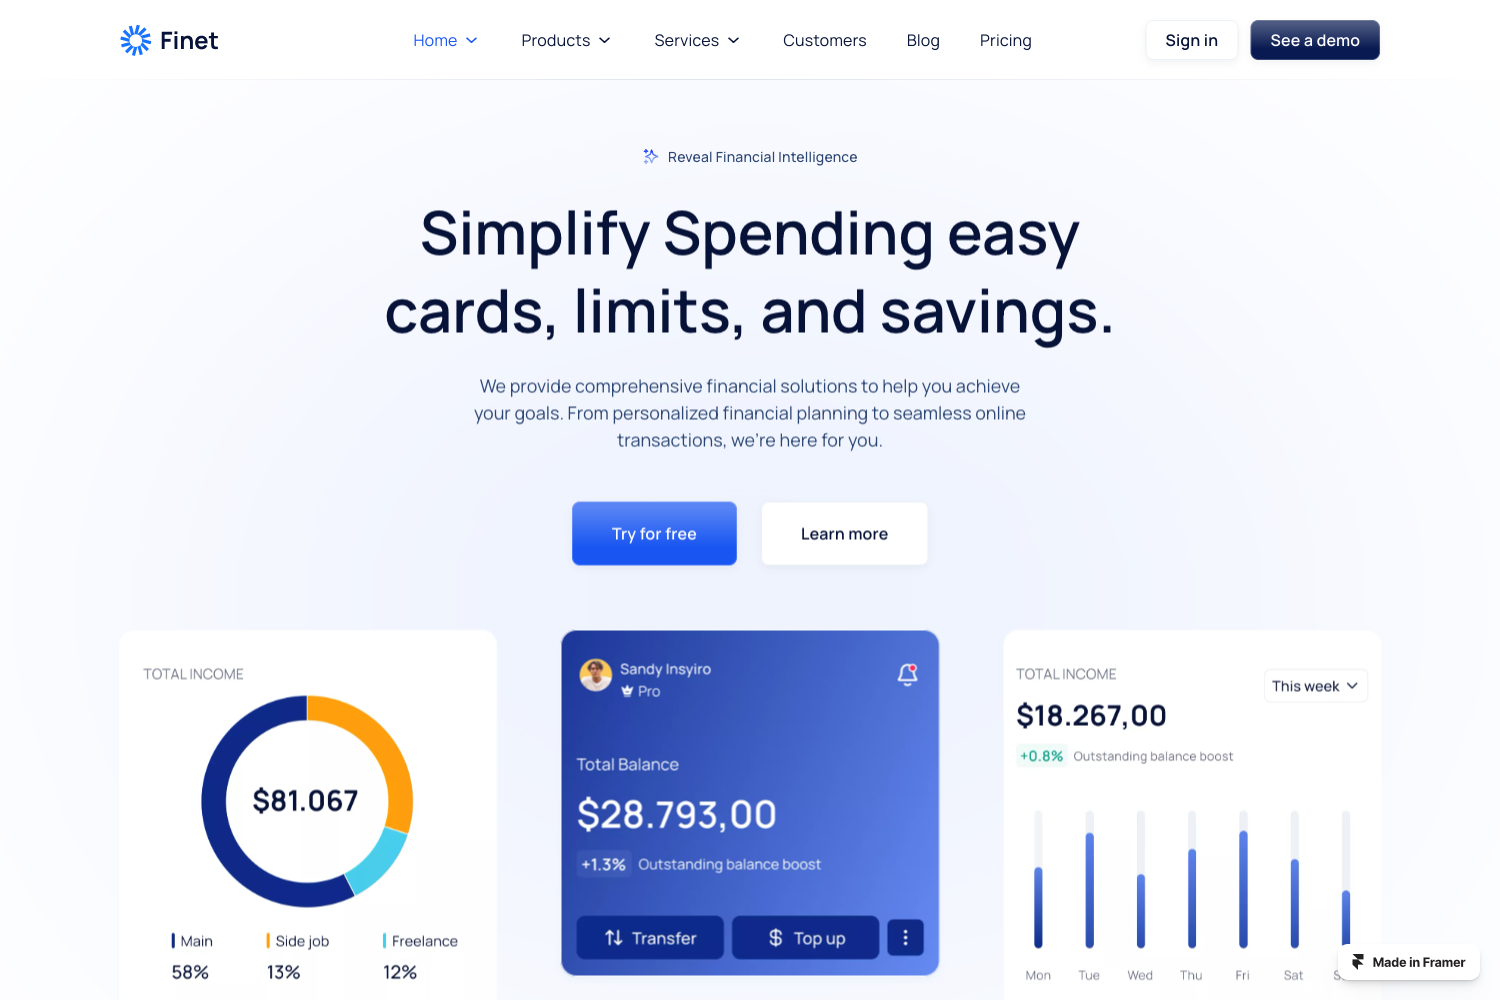 Finet
Home
Products
Services
Customers
Blog
Pricing
Sign in
See a demo
Reveal Financial Intelligence
Simplify Spending easy
cards, limits, and savings.
We provide comprehensive financial solutions to help you achieve
your goals. From personalized financial planning to seamless online
transactions, we're here for you.
Try for free
Learn more
TOTAL INCOME
$81.067
Main
Side job
Freelance
58%
13%
12%
Sandy Insyiro
Pro
Total Balance
$28.793,00
+1.3%
Outstanding balance boost
Transfer
Top up
TOTAL INCOME
This week
$18.267,00
+0.8%
Outstanding balance boost
Mon
Tue
Wed
Thu
Fri
Sat
Made in Framer